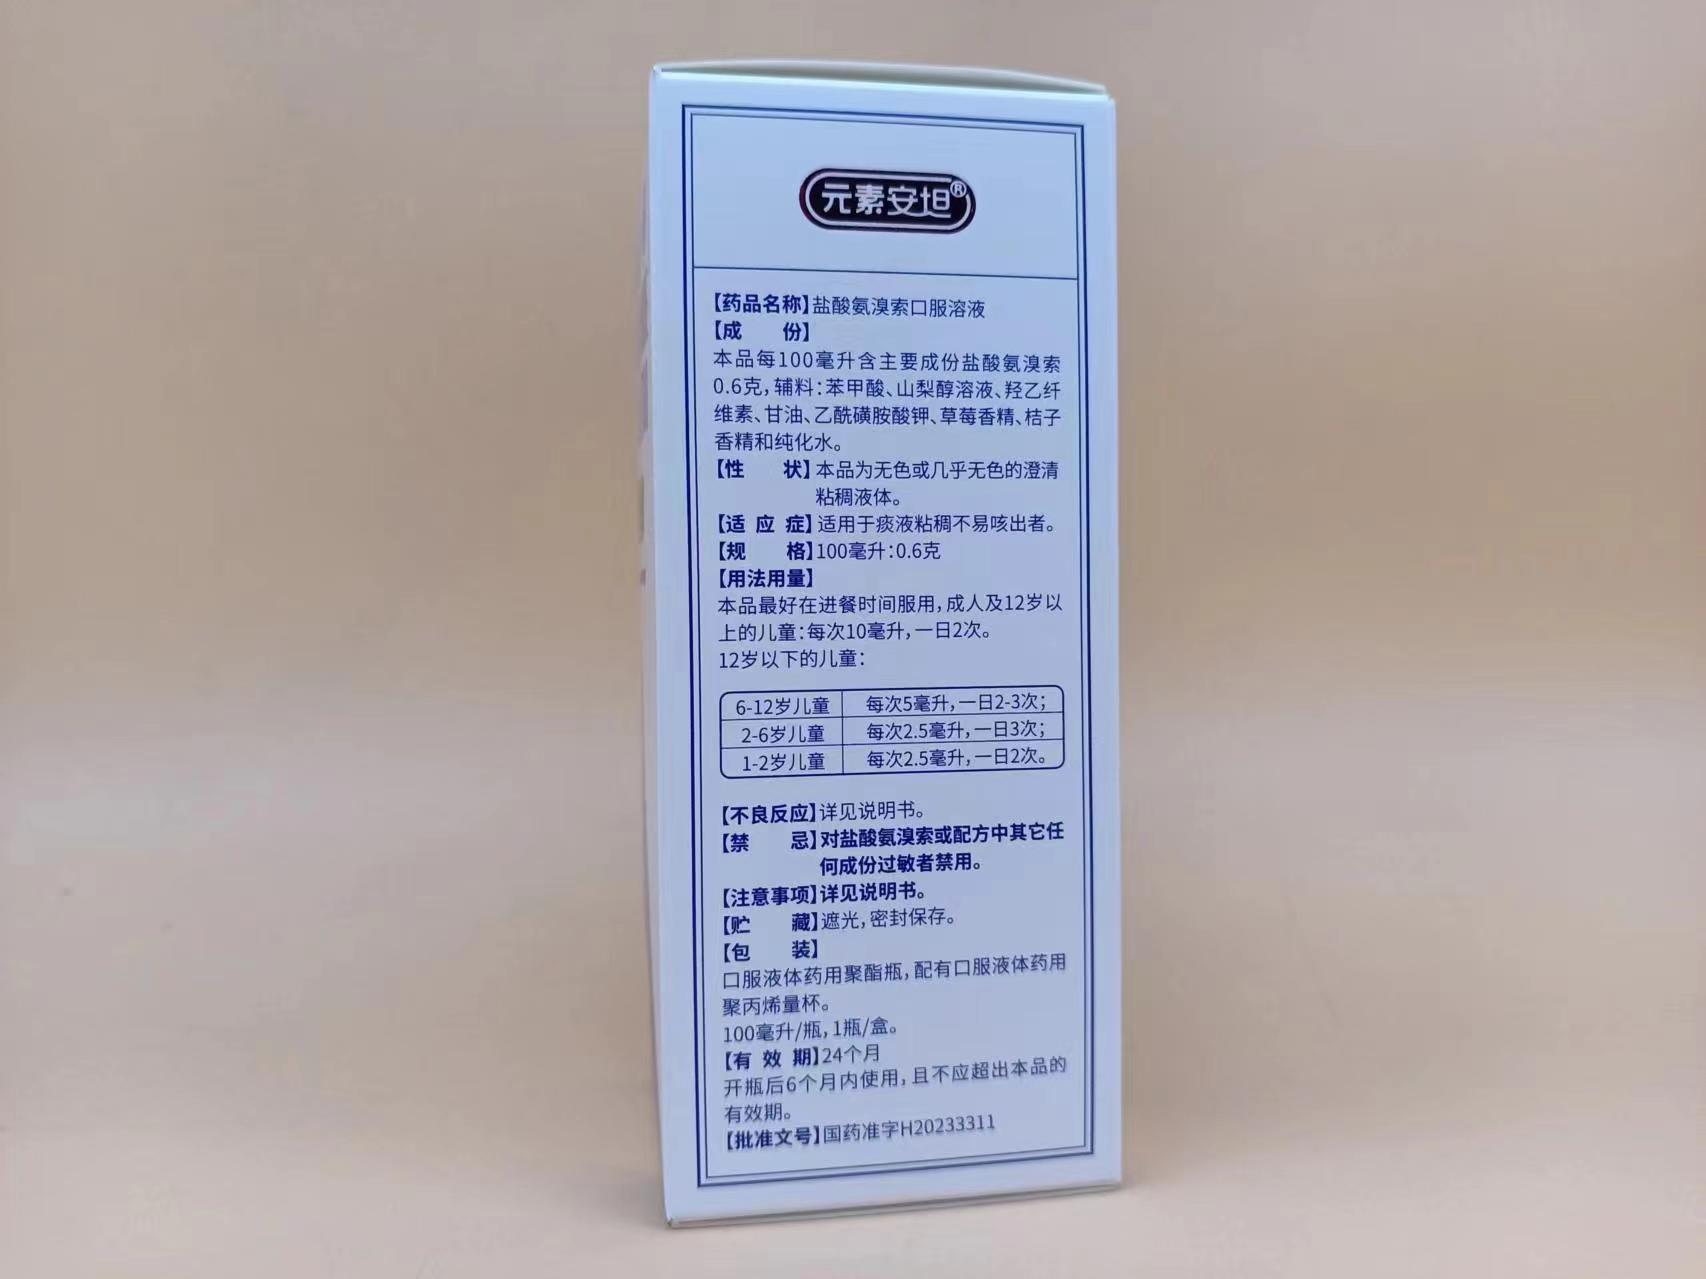 元素安坦®
【药品名称】盐酸氨溴索口服溶液
【成 份】
本品每100毫升含主要成份盐酸氨溴索
0.6克,辅料:苯甲酸、山梨醇溶液、羟乙纤
维素、甘油、乙酰磺胺酸钾、草莓香精、桔子
香精和纯化水。
【性 状】本品为无色或几乎无色的澄清
粘稠液体。
【适 应 症】适用于痰液粘稠不易咳出者。
【规 格】100毫升:0.6克
【用法用量】
本品最好在进餐时间服用,成人及12岁以
上的儿童:每次10毫升,一日2次。
12岁以下的儿童:
6-12岁儿童 每次5毫升,一日2-3次;
2-6岁儿童 每次2.5毫升,一日3次;
1-2岁儿童 每次2.5毫升,一日2次。
【不良反应】详见说明书。
【禁 忌】对盐酸氨溴索或配方中其它任
何成份过敏者禁用。
【注意事项】详见说明书。
【贮 藏】遮光,密封保存。
【包 装】
口服液体药用聚酯瓶,配有口服液体药用
聚丙烯量杯。
100毫升/瓶,1瓶/盒。
【有 效 期】24个月
开瓶后6个月内使用,且不应超出本品的
有效期。
【批准文号】国药准字H20233311